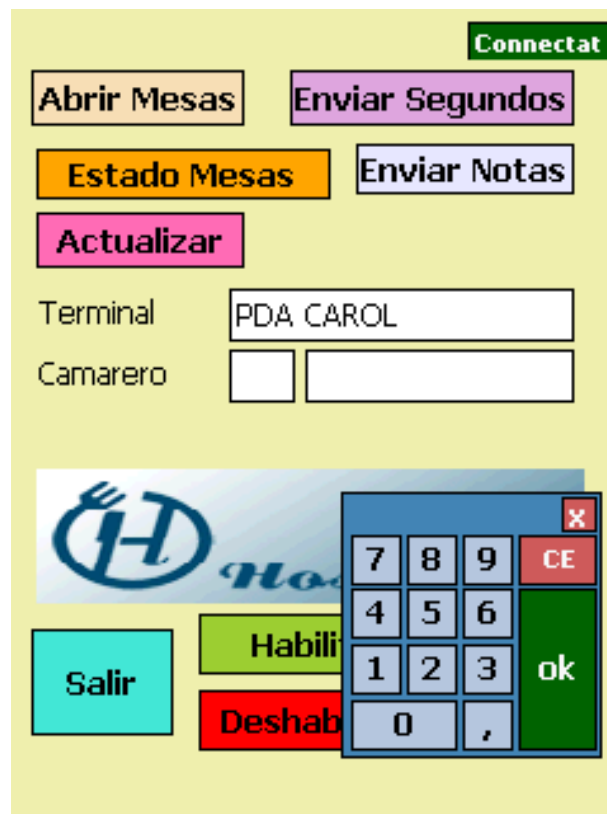 Connectat
Abrir Mesas Enviar Segundos
Estado Mesas Enviar Notas
Actualizar
Terminal PDA CAROL
Camarero
H
x
7 8 9 CE
4 5 6
Salir
1 2 3 ok
0 ,